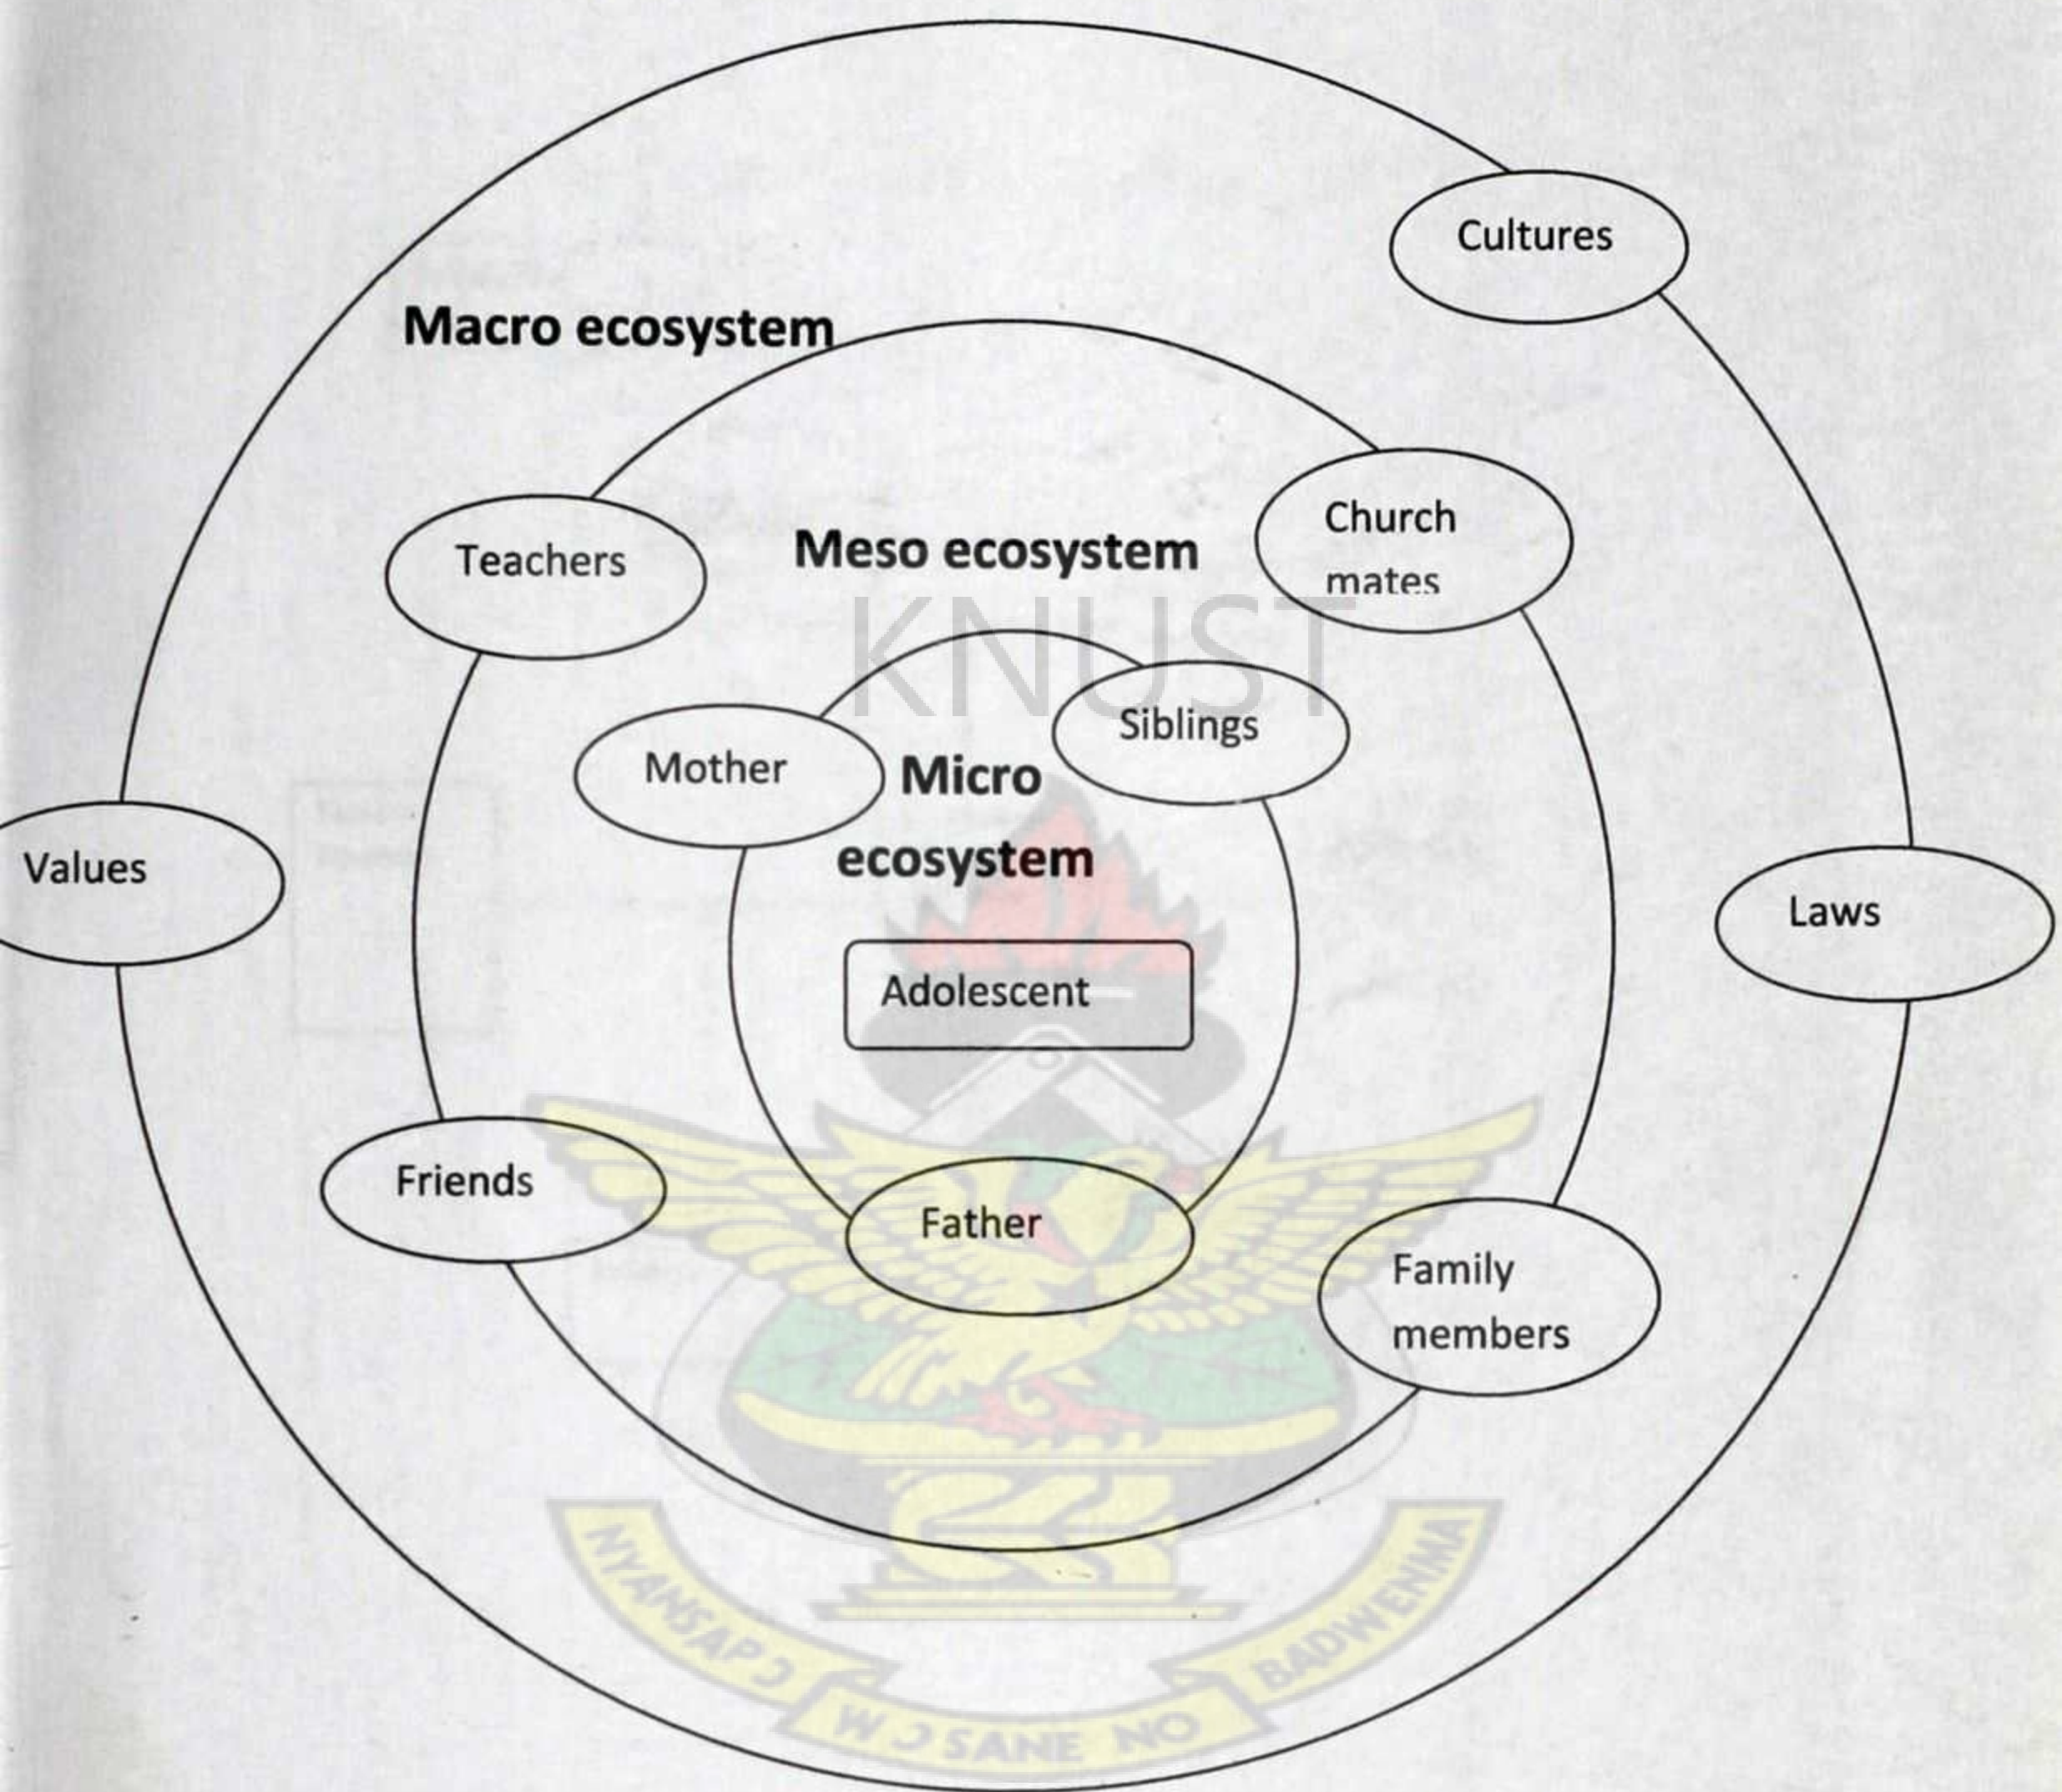 Cultures
Macro ecosystem
Church
mates
Teachers
Meso ecosystem
KNUST
Siblings
Mother
Micro
ecosystem
Values
Laws
Adolescent
Friends
Father
Family
members
NYANSAPƆ
WƆSANE NO
BADWENMA